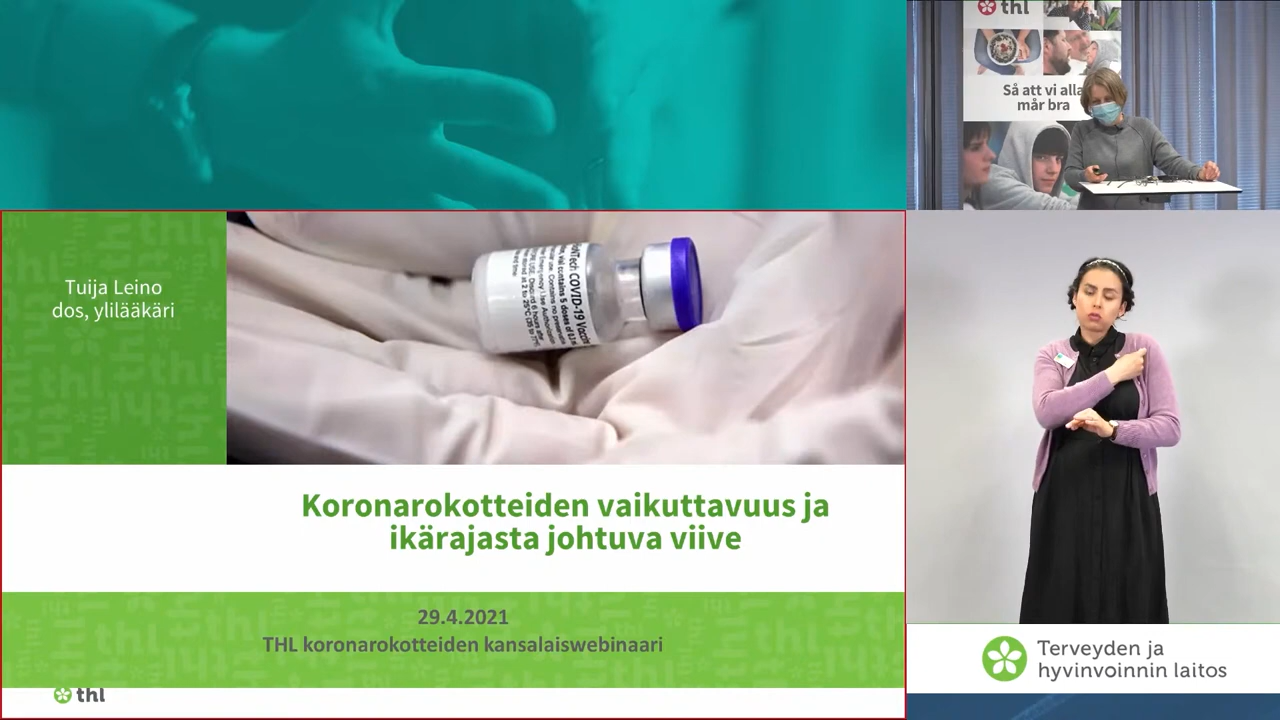 thl
Så att vi alla
mår bra
Tuija Leino
dos, ylilääkäri
COVID-19 Vaccine
Koronarokotteiden vaikuttavuus ja
ikärajasta johtuva viive
29.4.2021
THL koronarokotteiden kansalaiswebinaari
thl
Terveyden ja
hyvinvoinnin laitos